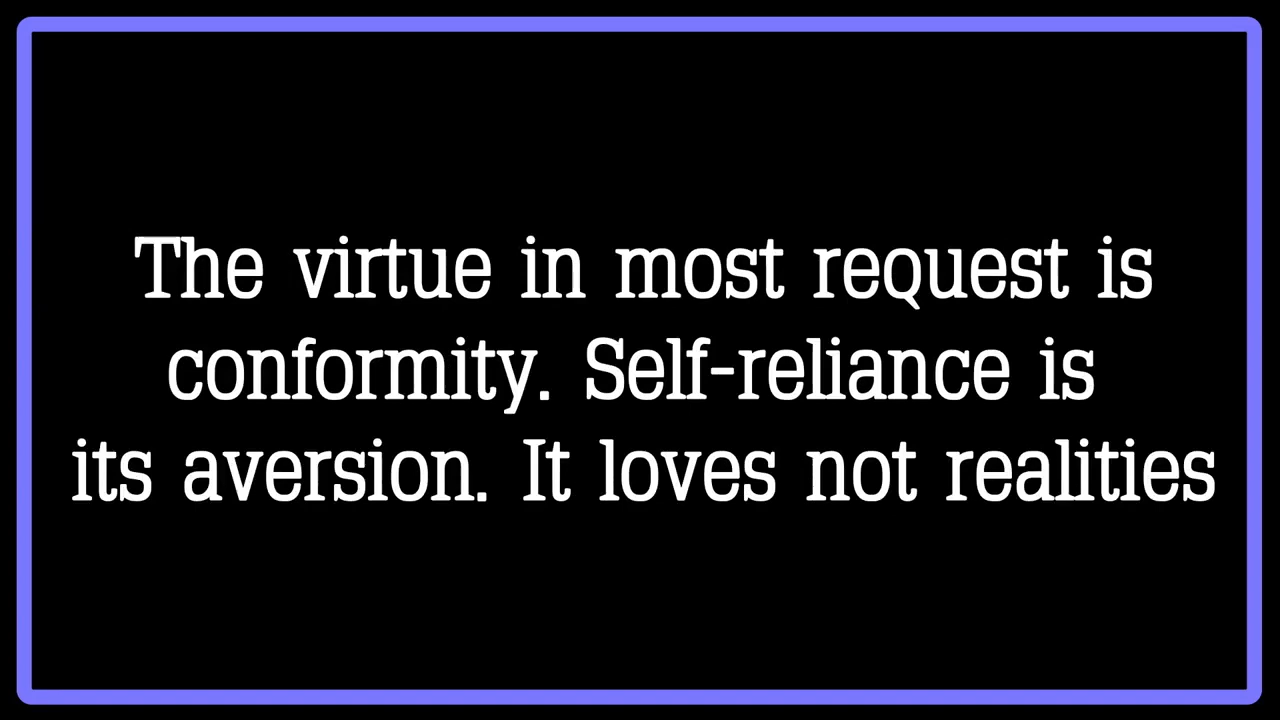 The virtue in most request is
conformity. Self-reliance is
its aversion. It loves not realities